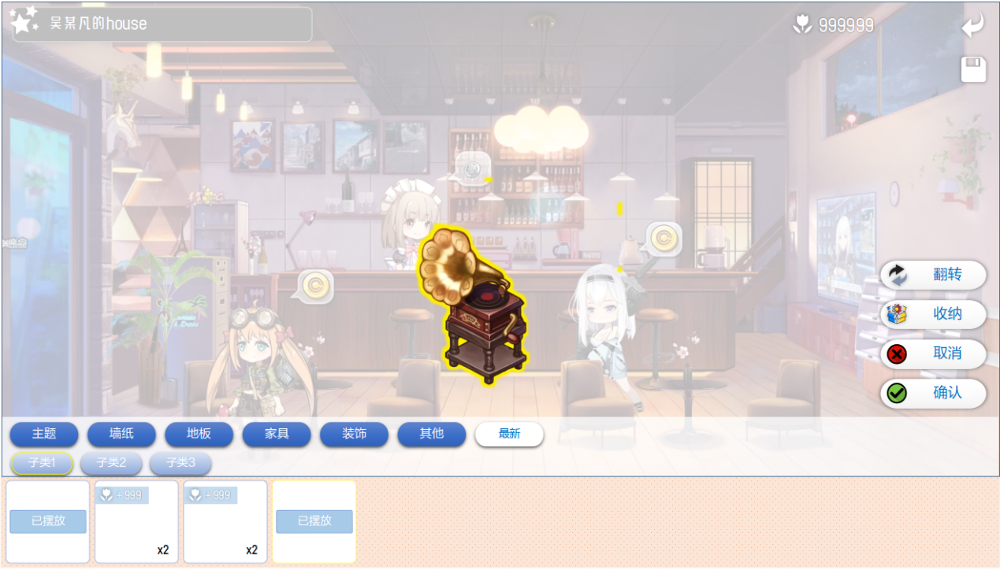 吴某凡的house
999999
翻转
收纳
取消
确认
主题
墙纸
地板
家具
装饰
其他
最新
子类1
子类2
子类3
已摆放
+999
x2
+999
x2
已摆放